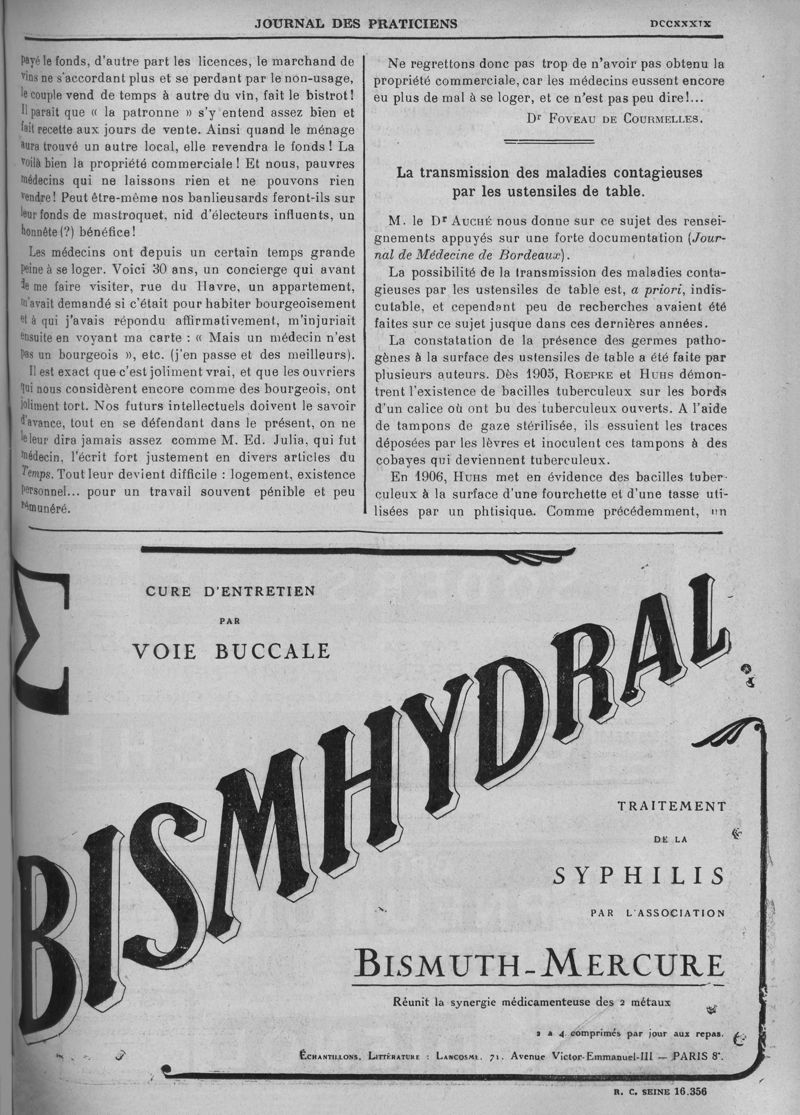 JOURNAL DES PRATICIENS
DCCXXXIX
payé le fonds, d'autre part les licences, le marchand de
vins ne s'accordant plus et se perdant par le non-usage,
le couple vend de temps à autre du vin, fait le bistrot!
Il paraît que « la patronne » s'y entend assez bien et
fait recette aux jours de vente. Ainsi quand le ménage
aura trouvé un autre local, elle revendra le fonds! La
voilà bien la propriété commerciale! Et nous, pauvres
médecins qui ne laissons rien et ne pouvons rien
vendre! Peut être-même nos banlieusards feront-ils sur
leur fonds de mastroquet, nid d'électeurs influents, un
honnête (?) bénéfice!
Les médecins ont depuis un certain temps grande
peine à se loger. Voici 30 ans, un concierge qui avant
de me faire visiter, rue du Havre, un appartement,
m'avait demandé si c'était pour habiter bourgeoisement
et à qui j'avais répondu affirmativement, m'injuriait
ensuite en voyant ma carte : « Mais un médecin n'est
pas un bourgeois », etc. (j'en passe et des meilleurs).
Il est exact que c'est joliment vrai, et que les ouvriers
qui nous considèrent encore comme des bourgeois, ont
joliment tort. Nos futurs intellectuels doivent le savoir
d'avance, tout en se défendant dans le présent, on ne
le leur dira jamais assez comme M. Ed. Julia, qui fut
médecin, l'écrit fort justement en divers articles du
Temps. Tout leur devient difficile : logement, existence
personnel... pour un travail souvent pénible et peu
rémunéré.
Ne regrettons donc pas trop de n'avoir pas obtenu la
propriété commerciale, car les médecins eussent encore
eu plus de mal à se loger, et ce n'est pas peu dire!...
Dr FOVEAU DE COURMELLES.
La transmission des maladies contagieuses
par les ustensiles de table.
M. le Dr AUCHÉ nous donne sur ce sujet des rensei-
gnements appuyés sur une forte documentation (Jour-
nal de Médecine de Bordeaux).
La possibilité de la transmission des maladies conta-
gieuses par les ustensiles de table est, a priori, indis-
cutable, et cependant peu de recherches avaient été
faites sur ce sujet jusque dans ces dernières années.
La constatation de la présence des germes patho-
gènes à la surface des ustensiles de table a été faite par
plusieurs auteurs. Dès 1905, ROEPKE et HUHS démon-
trent l'existence de bacilles tuberculeux sur les bords
d'un calice où ont bu des tuberculeux ouverts. A l'aide
de tampons de gaze stérilisée, ils essuient les traces
déposées par les lèvres et inoculent ces tampons à des
cobayes qui deviennent tuberculeux.
En 1906, HUHS met en évidence des bacilles tuber-
culeux à la surface d'une fourchette et d'une tasse uti-
lisées par un phtisique. Comme précédemment, un
Σ
CURE D'ENTRETIEN
PAR
VOIE BUCCALE
BISMHYDRAL
TRAITEMENT
DE LA
SYPHILIS
PAR L'ASSOCIATION
BISMUTH-MERCURE
Réunit la synergie médicamenteuse des 2 métaux
2 à 4 comprimés par jour aux repas.
ÉCHANTILLONS, LITTÉRATURE : LANCOSME, 71, Avenue Victor-Emmanuel-III — PARIS 8e.
R. C. SEINE 16.356